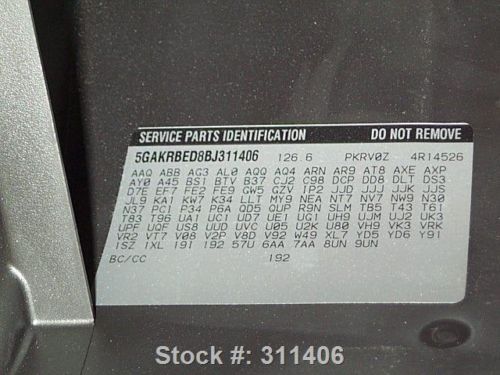 SERVICE PARTS IDENTIFICATION DO NOT REMOVE
5GAKRBED8BJ311406 126 6 PKRV0Z 4R14526
AAQ ABB AG3 AL0 AQQ AQ4 ARN AR9 AT8 AXE AXP
AY0 A45 BS1 BTV B37 CJ2 C98 DCP DD8 DLT DS3
D7E EF7 FE2 FE9 GW5 GZV IP2 JJD JJJ JJK JJS
JL9 KA1 KW7 K34 LLT MY9 NEA NT7 NV7 NW9 N30
N37 PCI P34 P6A QD5 QUP R9N SLM TB5 T43 T61
T83 T96 UA1 UCT UD7 UE1 UG1 UH9 UJM UJ2 UK3
UPF UQF US8 UUD UVC U05 U2K U80 VH9 VK3 VRK
VR2 VT7 V08 V2P V8D V92 W49 XL7 YD5 YD6 Y91
1SZ 1XL 19I 192 57U 6AA 7AA 8UN 9UN
BC/CC 192
Stock #: 311406